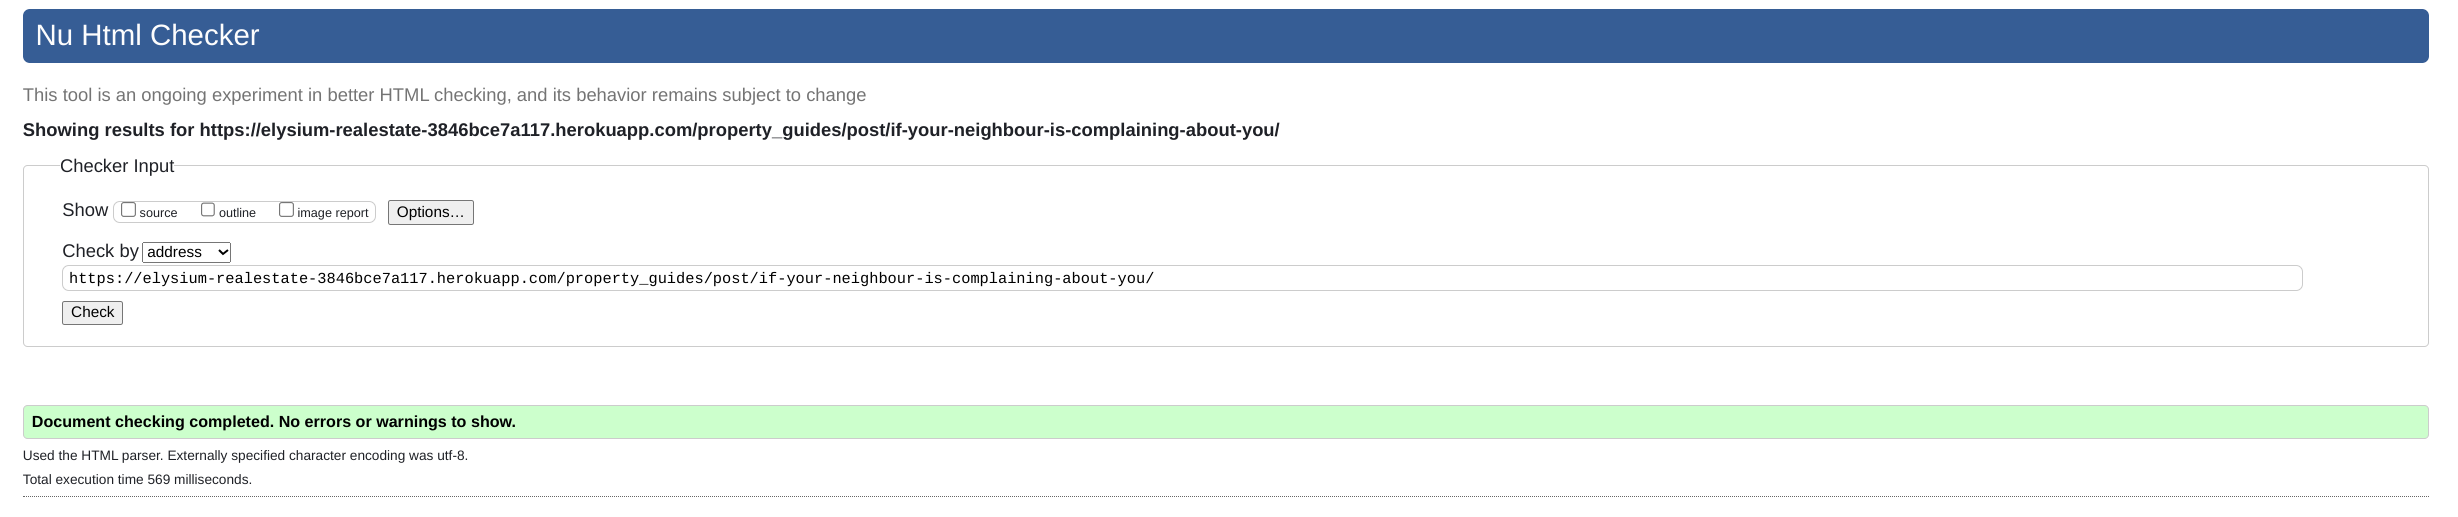 Nu Html Checker
This tool is an ongoing experiment in better HTML checking, and its behavior remains subject to change
Showing results for https://elysium-realestate-3846bce7a117.herokuapp.com/property_guides/post/if-your-neighbour-is-complaining-about-you/
Checker Input
Show source outline image report Options...
Check by address
https://elysium-realestate-3846bce7a117.herokuapp.com/property_guides/post/if-your-neighbour-is-complaining-about-you/
Check
Document checking completed. No errors or warnings to show.
Used the HTML parser. Externally specified character encoding was utf-8.
Total execution time 569 milliseconds.